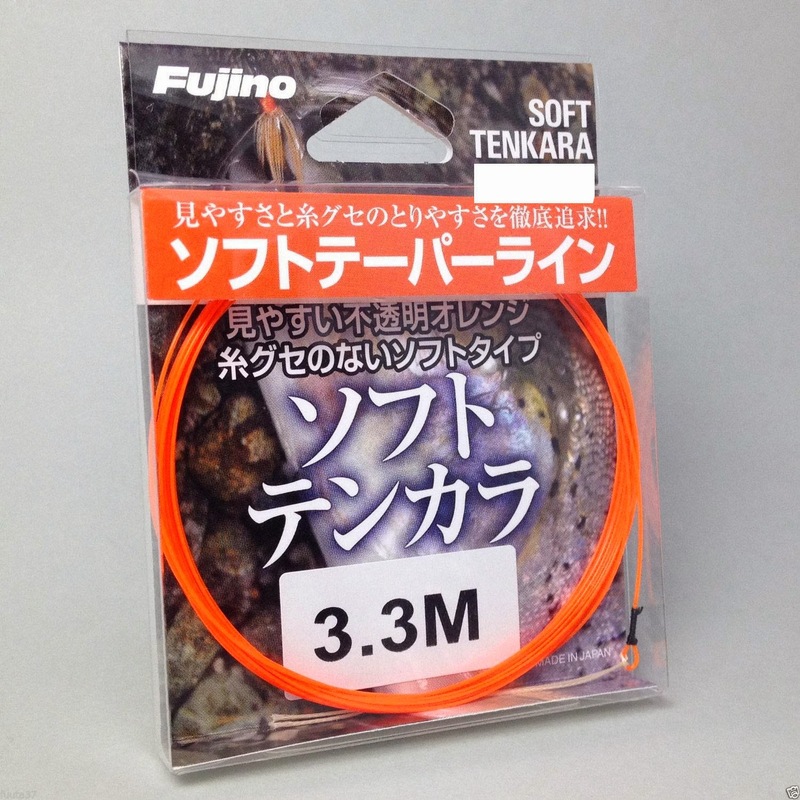 Fujino
SOFT
TENKARA
見やすさと糸グセのとりやすさを徹底追求!!
ソフトテーパーライン
見やすい不透明オレンジ
糸グセのないソフトタイプ
ソフト
テンカラ
3.3M
MADE IN JAPAN